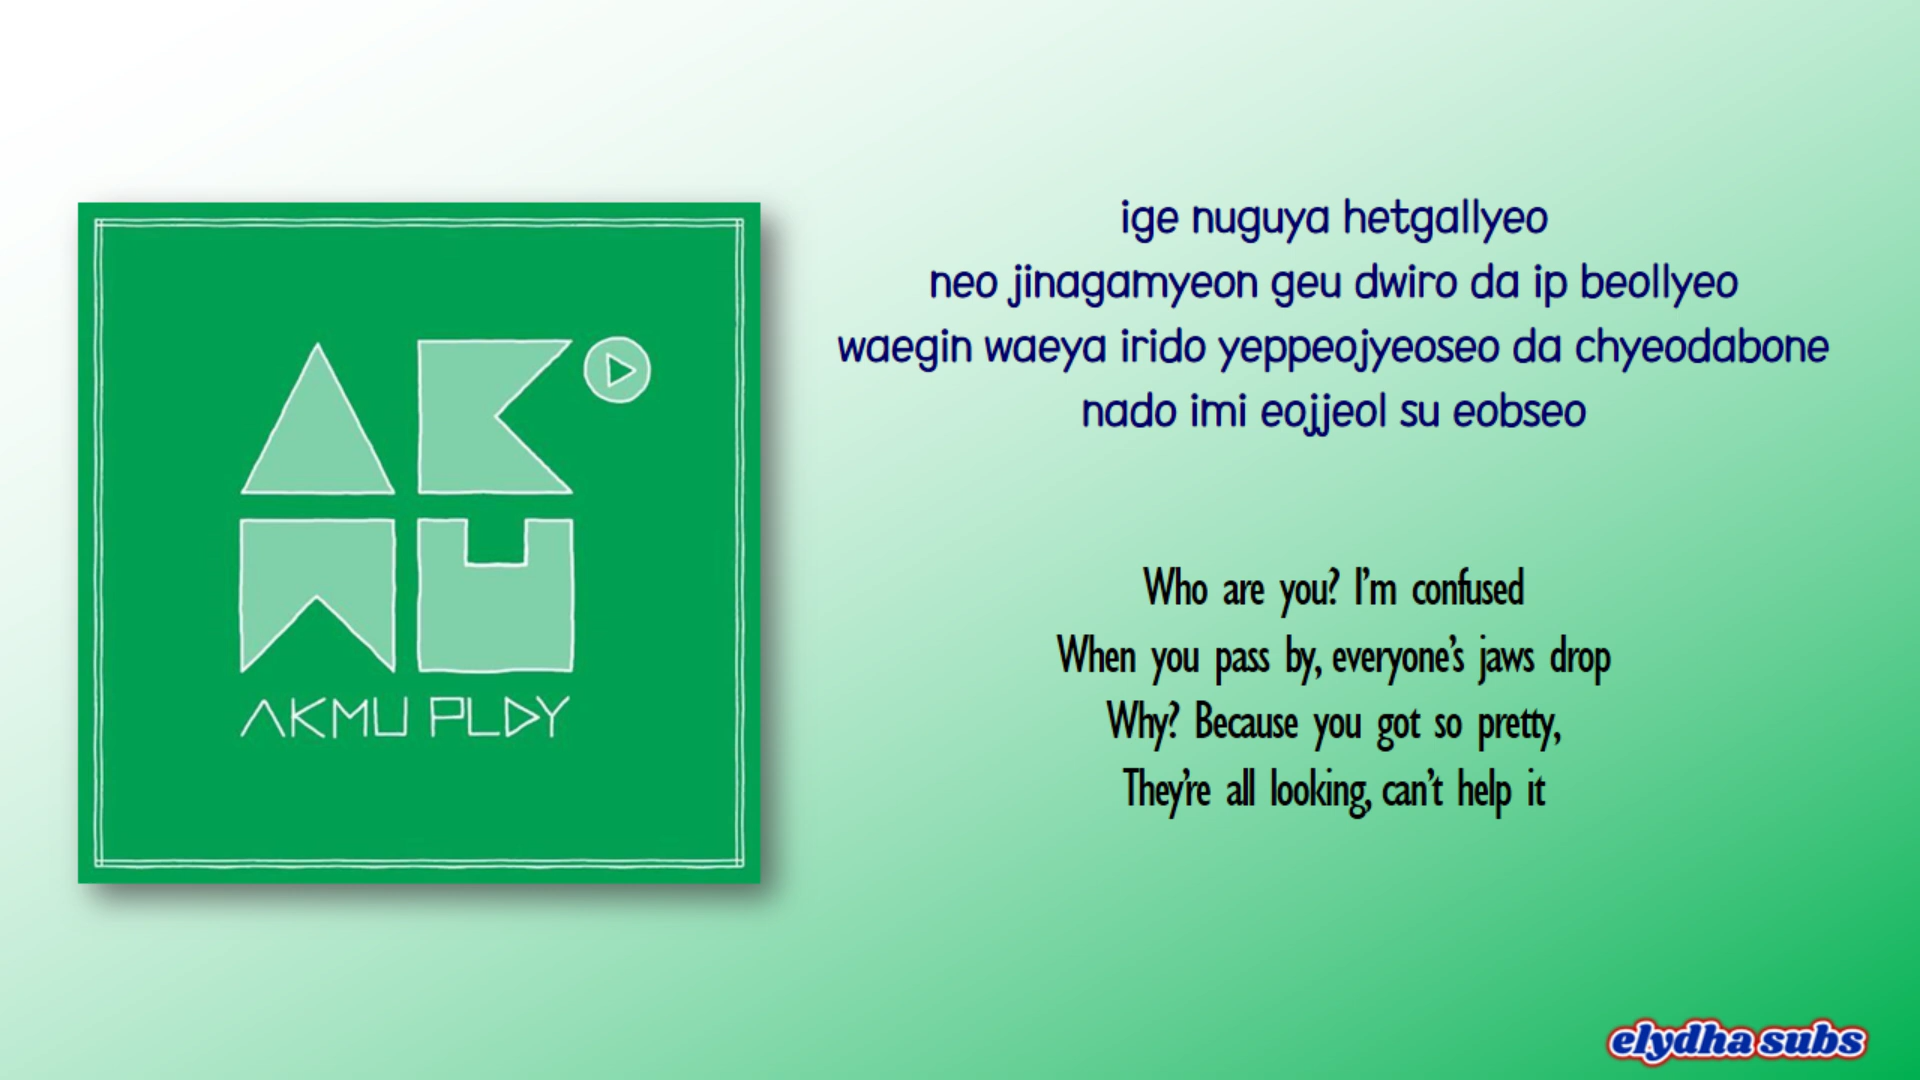 AKMU
AKMU PLAY
ige nuguya hetgallyeo
neo jinagamyeon geu dwiro da ip beollyeo
waegin waeya irido yeppeojyeoseo da chyeodabone
nado imi eojjeol su eobseo
Who are you? I'm confused
When you pass by, everyone's jaws drop
Why? Because you got so pretty,
They're all looking, can't help it
elydha subs